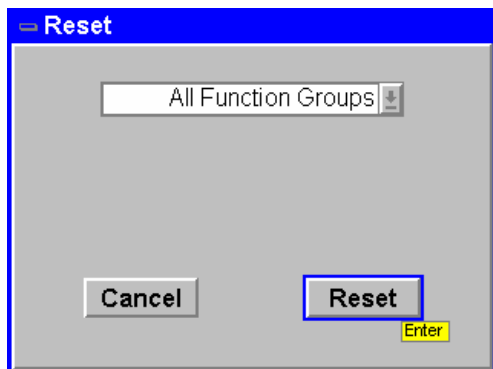 Reset
All Function Groups
Cancel
Reset
Enter